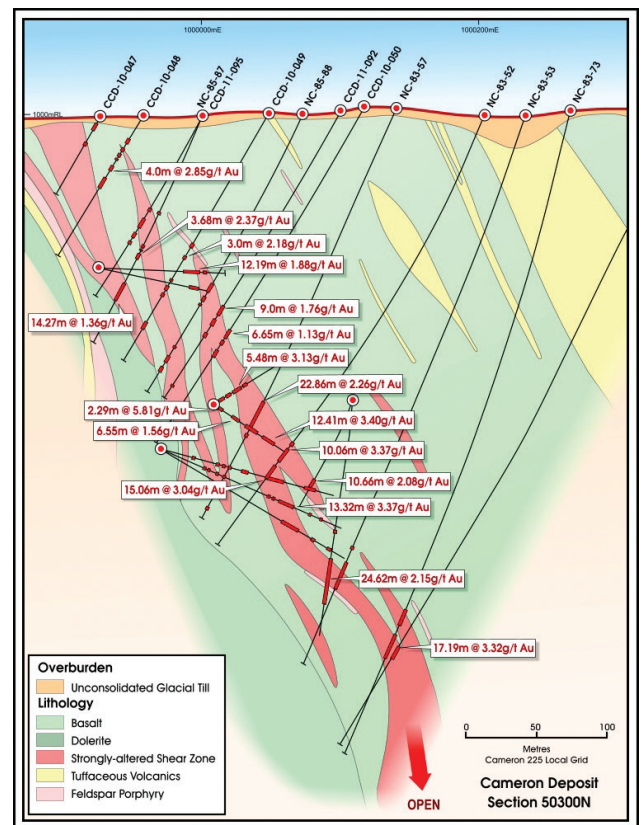 1000000mE
1000200mE
CCD-10-047
CCD-10-048
NC-85-87
CCD-11-095
CCD-10-049
NC-85-88
CCD-11-092
CCD-10-050
NC-83-57
NC-83-52
NC-83-53
NC-83-73
1000mRL
4.0m @ 2.85g/t Au
3.68m @ 2.37g/t Au
3.0m @ 2.18g/t Au
12.19m @ 1.88g/t Au
9.0m @ 1.76g/t Au
14.27m @ 1.36g/t Au
6.65m @ 1.13g/t Au
5.48m @ 3.13g/t Au
22.86m @ 2.26g/t Au
2.29m @ 5.81g/t Au
12.41m @ 3.40g/t Au
6.55m @ 1.56g/t Au
10.06m @ 3.37g/t Au
10.66m @ 2.08g/t Au
15.06m @ 3.04g/t Au
13.32m @ 3.37g/t Au
24.62m @ 2.15g/t Au
17.19m @ 3.32g/t Au
Overburden
Unconsolidated Glacial Till
Lithology
Basalt
Dolerite
Strongly-altered Shear Zone
Tuffaceous Volcanics
Feldspar Porphyry
OPEN
0 50 100
Metres
Cameron 225 Local Grid
Cameron Deposit
Section 50300N